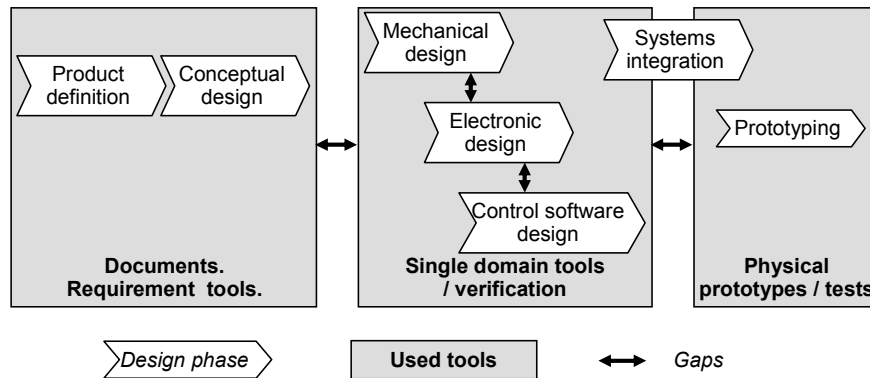 Product
definition
Conceptual
design
Documents.
Requirement tools.
Mechanical
design
Electronic
design
Control software
design
Single domain tools
/ verification
Systems
integration
Prototyping
Physical
prototypes / tests
Design phase
Used tools
Gaps